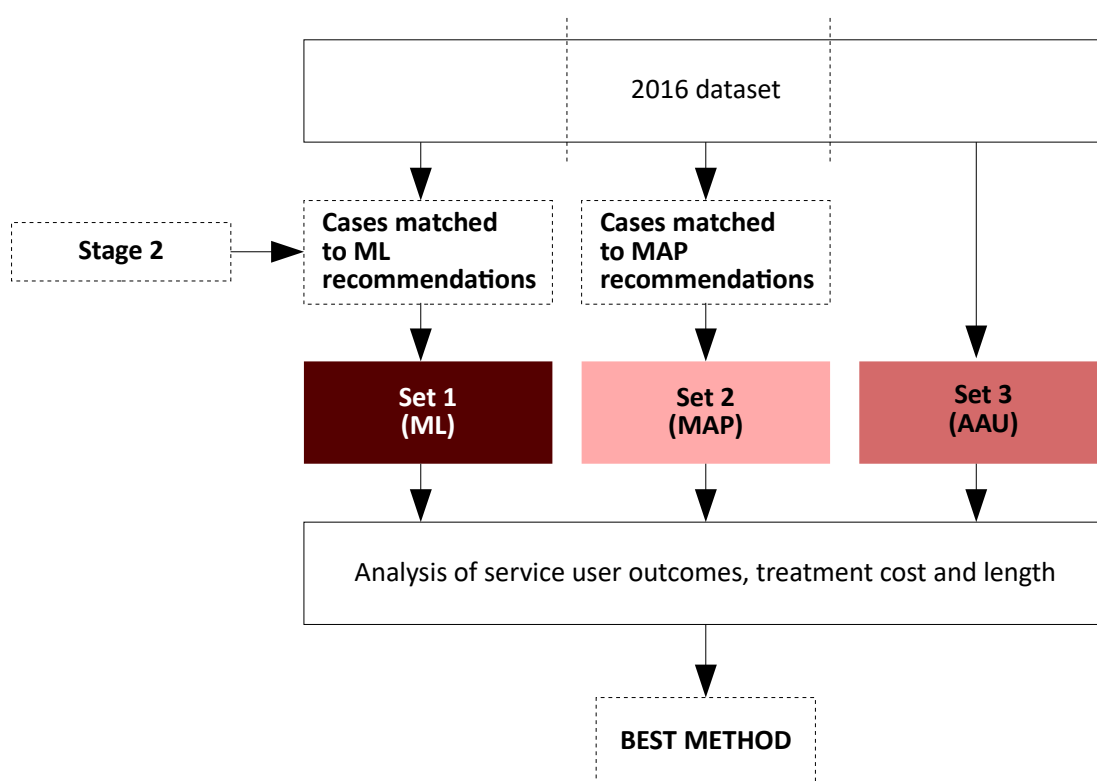 2016 dataset
Stage 2
Cases matched
to ML
recommendations
Cases matched
to MAP
recommendations
Set 1
(ML)
Set 2
(MAP)
Set 3
(AAU)
Analysis of service user outcomes, treatment cost and length
BEST METHOD